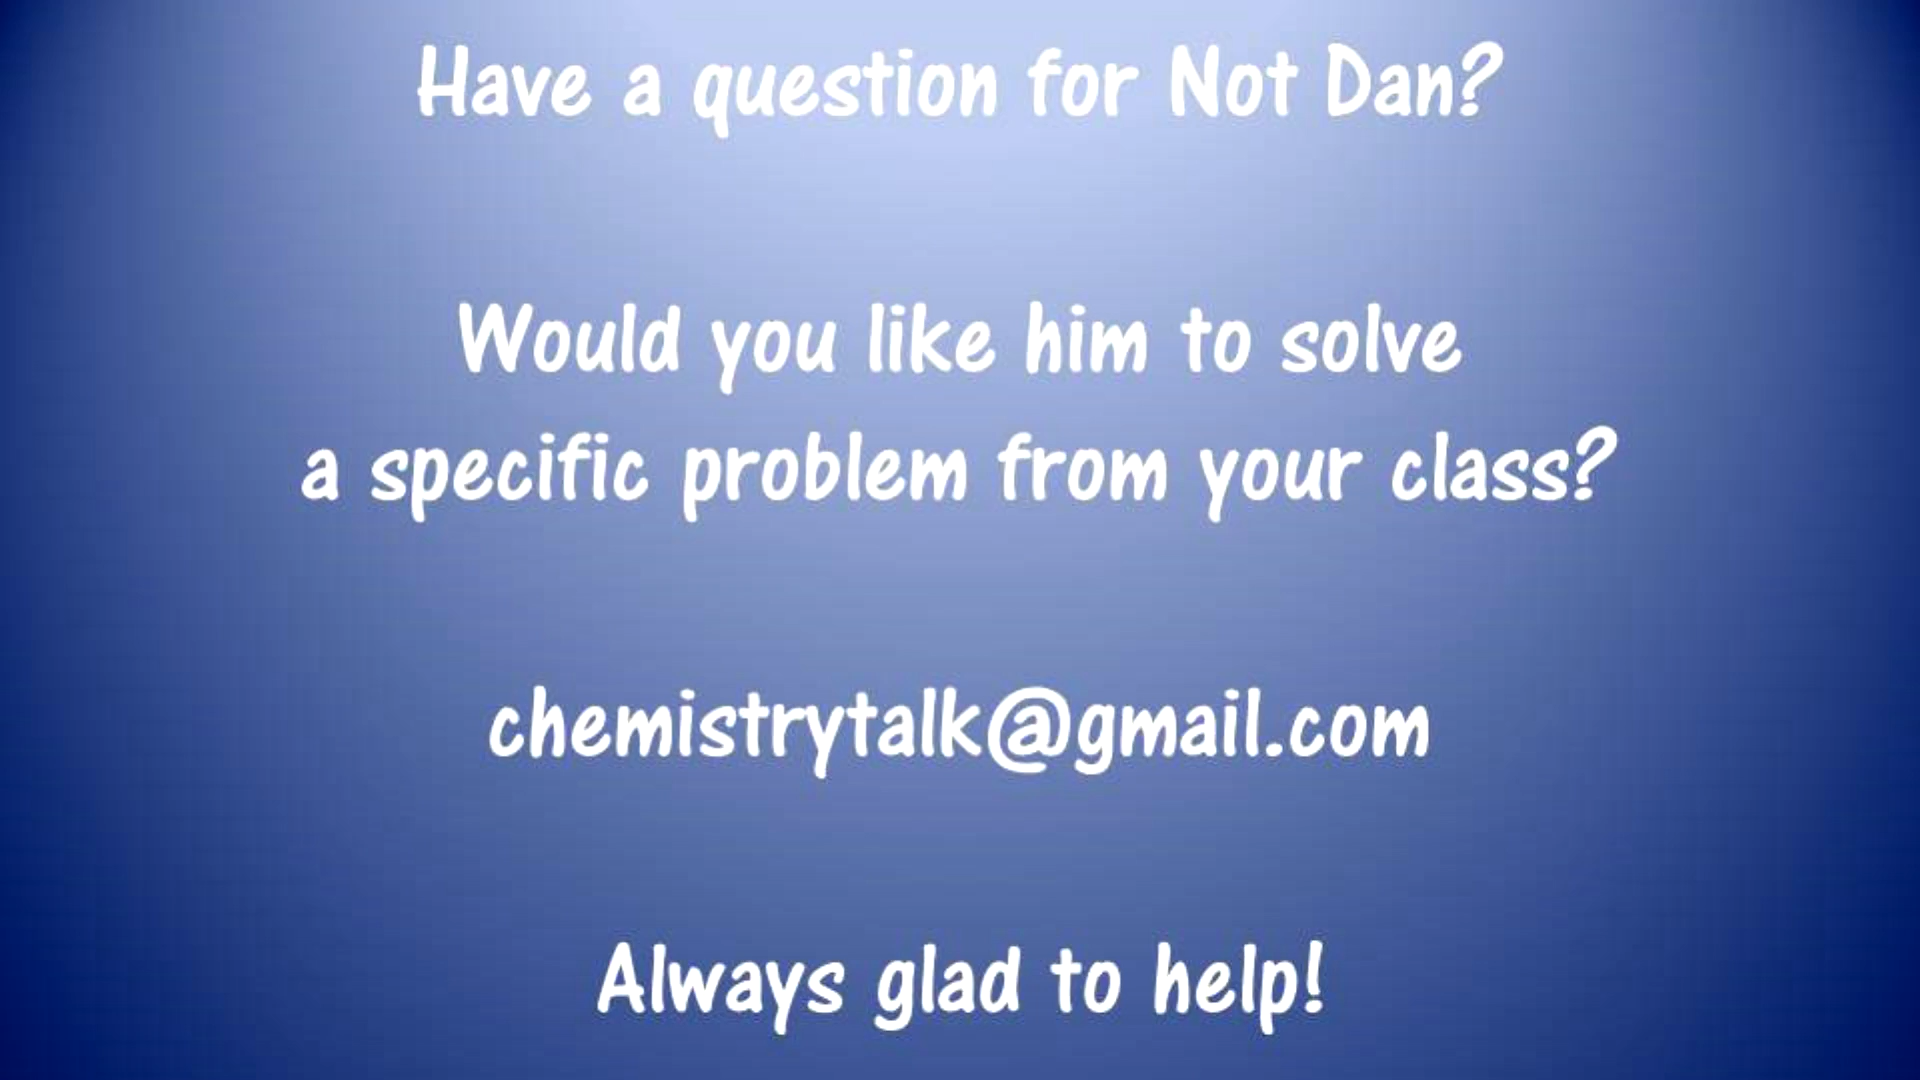 Have a question for Not Dan?
Would you like him to solve
a specific problem from your class?
chemistrytalk@gmail.com
Always glad to help!